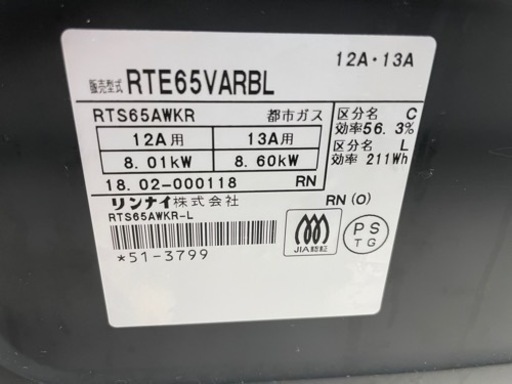 12A・13A
販売型式 RTE65VARBL
RTS65AWKR 都市ガス
12A用 13A用
8.01kW 8.60kW
区分名 C
効率56.3%
区分名 L
効率 211Wh
18.02-000118 RN
リンナイ株式会社 RN(0)
RTS65AWKR-L
*51-3799
JIA認証
PS
TG